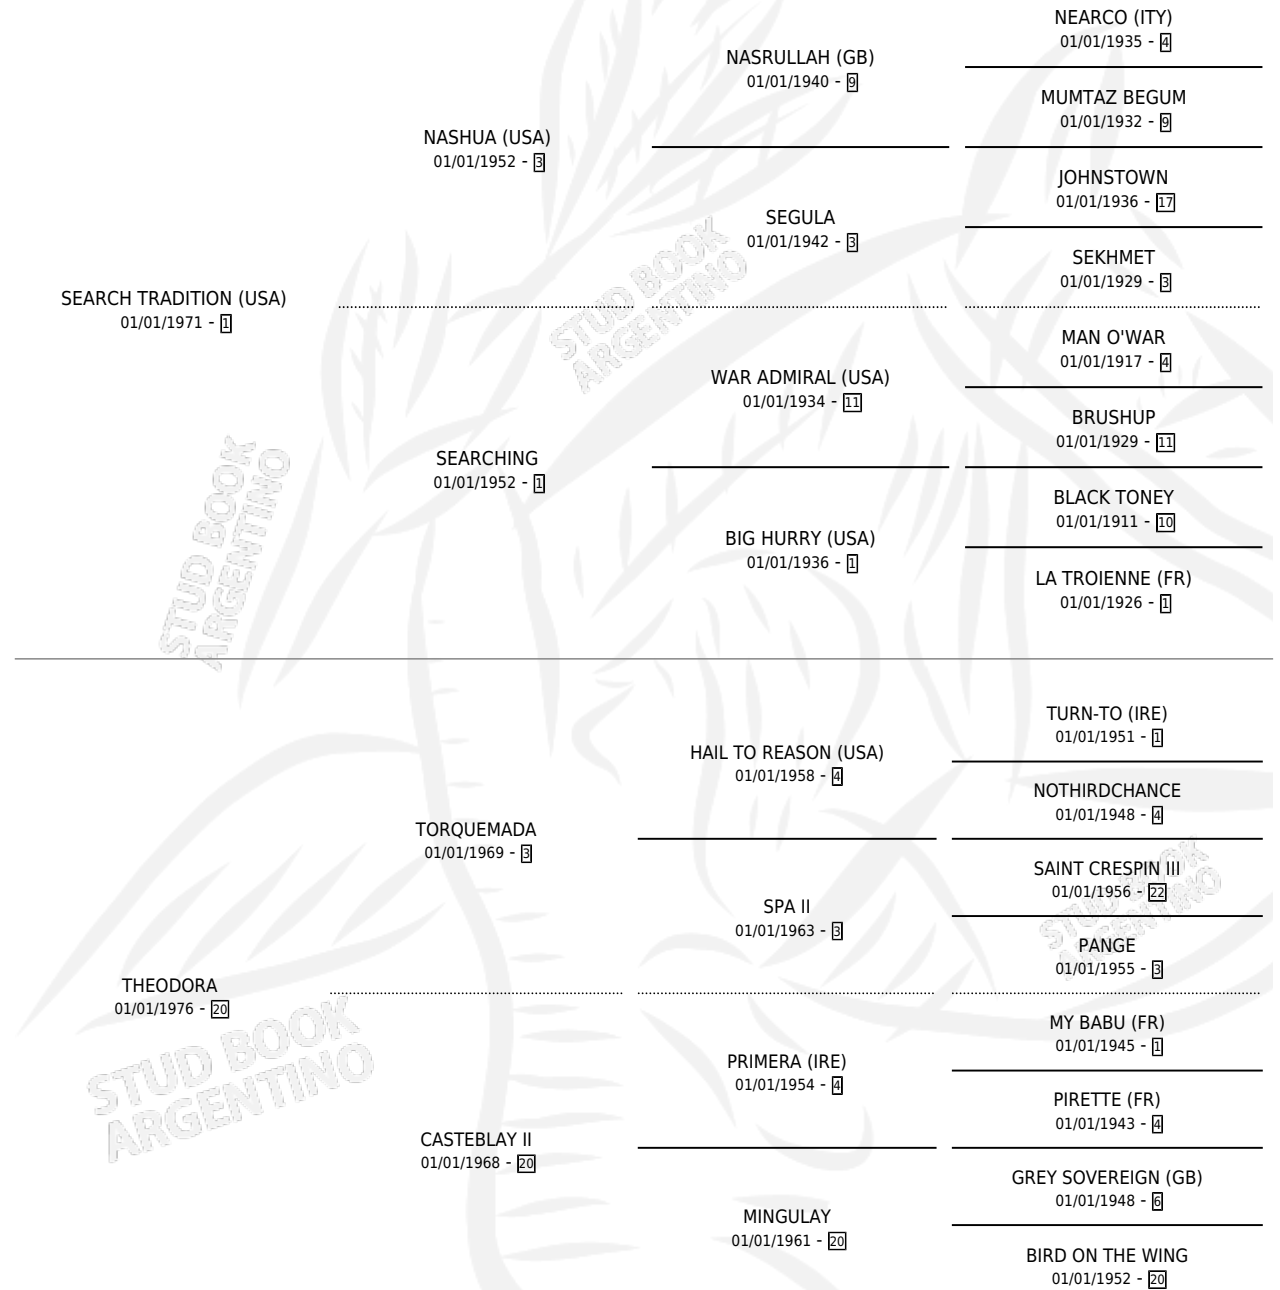 NEARCO (ITY)
01/01/1935 - 4
NASRULLAH (GB)
01/01/1940 - 9
MUMTAZ BEGUM
01/01/1932 - 9
NASHUA (USA)
01/01/1952 - 3
JOHNSTOWN
01/01/1936 - 17
SEGULA
01/01/1942 - 3
SEKHMET
01/01/1929 - 3
SEARCH TRADITION (USA)
01/01/1971 - 1
MAN O'WAR
01/01/1917 - 4
WAR ADMIRAL (USA)
01/01/1934 - 11
BRUSHUP
01/01/1929 - 11
SEARCHING
01/01/1952 - 1
BLACK TONEY
01/01/1911 - 10
BIG HURRY (USA)
01/01/1936 - 1
LA TROIENNE (FR)
01/01/1926 - 1
TURN-TO (IRE)
01/01/1951 - 1
HAIL TO REASON (USA)
01/01/1958 - 4
NOTHIRDCHANCE
01/01/1948 - 4
TORQUEMADA
01/01/1969 - 3
SAINT CRESPIN III
01/01/1956 - 22
SPA II
01/01/1963 - 3
PANGE
01/01/1955 - 3
THEODORA
01/01/1976 - 20
MY BABU (FR)
01/01/1945 - 1
PRIMERA (IRE)
01/01/1954 - 4
PIRETTE (FR)
01/01/1943 - 4
CASTEBLAY II
01/01/1968 - 20
GREY SOVEREIGN (GB)
01/01/1948 - 6
MINGULAY
01/01/1961 - 20
BIRD ON THE WING
01/01/1952 - 20
STUD BOOK
ARGENTINO
STUD BOOK
ARGENTINO
STUD BOOK
ARGENTINO
STUD BOOK
ARGENTINO